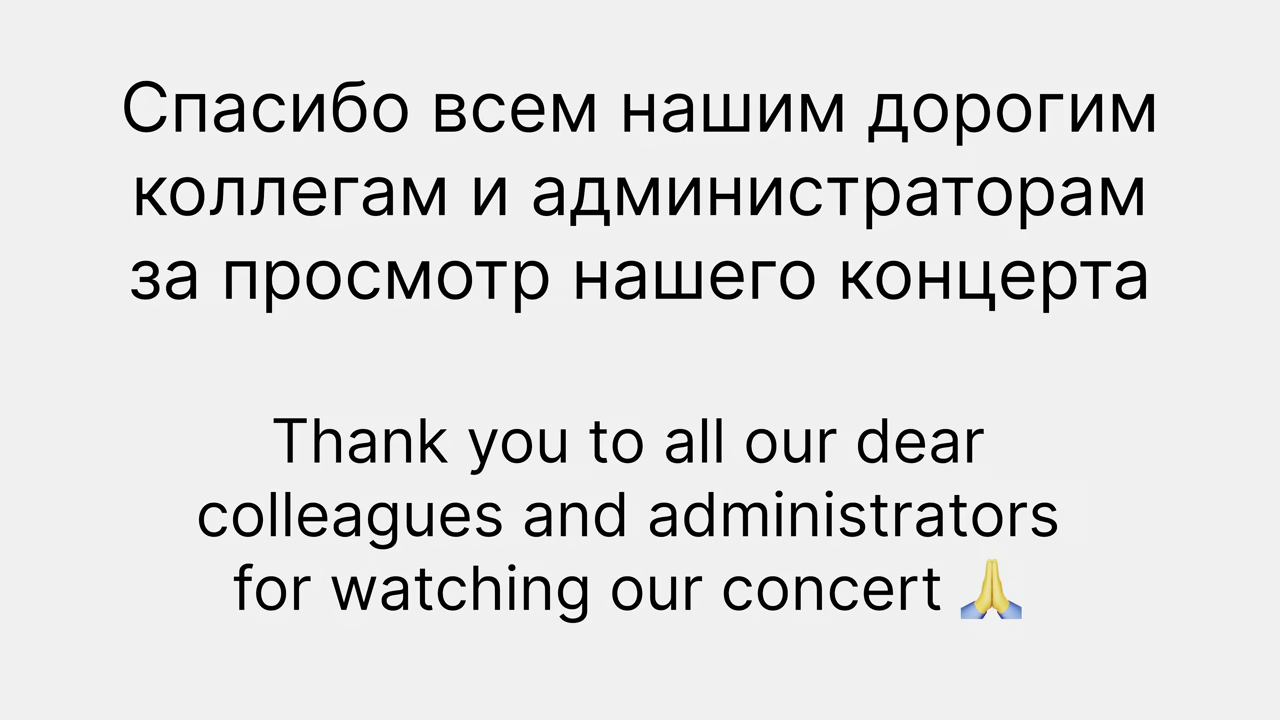 Спасибо всем нашим дорогим
коллегам и администраторам
за просмотр нашего концерта
Thank you to all our dear
colleagues and administrators
for watching our concert 🙏